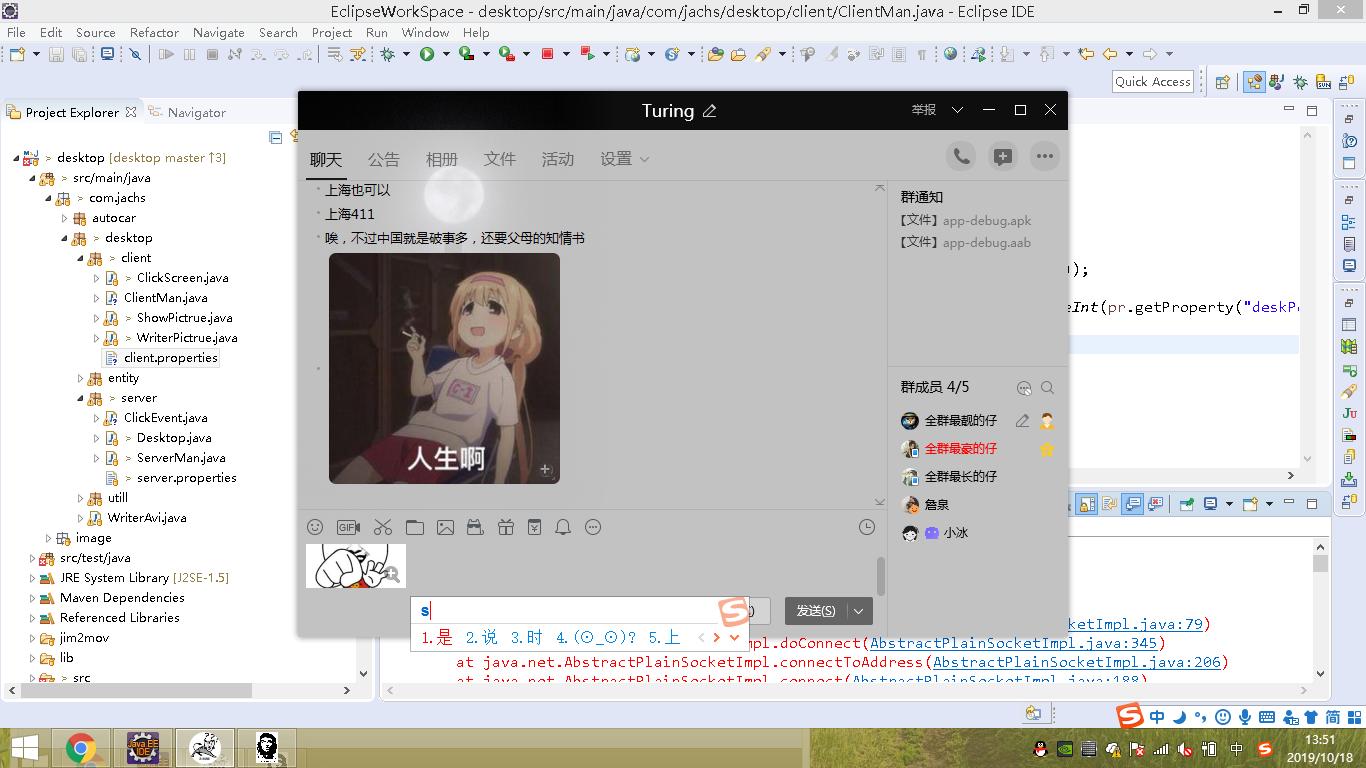 EclipseWorkSpace - desktop/src/main/java/com/jachs/desktop/client/ClientMan.java - Eclipse IDE
File Edit Source Refactor Navigate Search Project Run Window Help
Quick Access
Project Explorer Navigator
> desktop [desktop master ↑3]
> src/main/java
> com.jachs
autocar
> desktop
> client
> ClickScreen.java
ClientMan.java
> ShowPictrue.java
> WriterPictrue.java
client.properties
entity
> server
ClickEvent.java
> Desktop.java
> ServerMan.java
server.properties
utill
WriterAvi.java
image
src/test/java
JRE System Library [J2SE-1.5]
Maven Dependencies
Referenced Libraries
jim2mov
lib
> src
Turing 举报
聊天 公告 相册 文件 活动 设置
上海也可以
上海411
唉，不过中国就是破事多，还要父母的知情书
C-1
人生啊
GIF
s
1.是 2.说 3.时 4.(⊙_⊙)? 5.上
发送(S)
群通知
【文件】app-debug.apk
【文件】app-debug.aab
群成员 4/5
全群最靓的仔
全群最豪的仔
全群最长的仔
詹泉
小冰
);
eInt(pr.getProperty("deskP
ketImpl.java:79)
pl.doConnect(AbstractPlainSocketImpl.java:345)
at java.net.AbstractPlainSocketImpl.connectToAddress(AbstractPlainSocketImpl.java:206)
at java.net.AbstractPlainSocketImpl.connect(AbstractPlainSocketImpl.java:188)
中 简
Java EE
IDE
中
13:51
2019/10/18